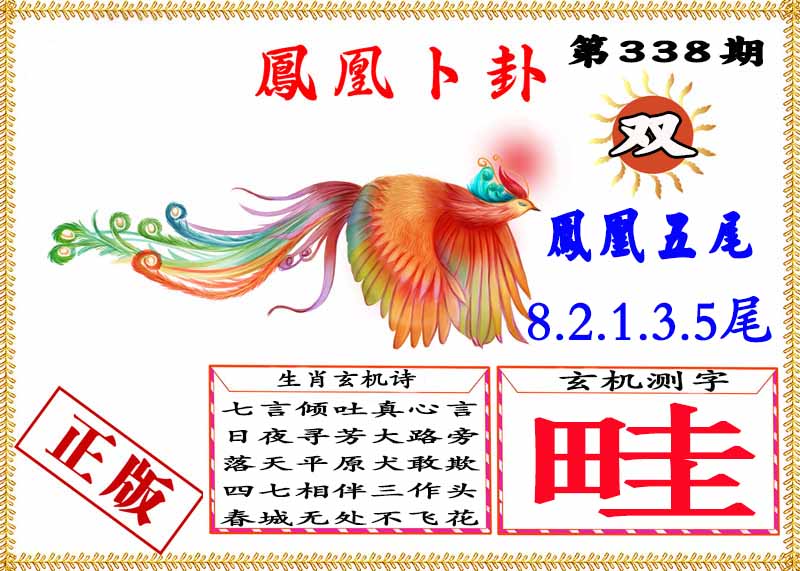 鳳凰卜卦
第338期
双
鳳凰五尾
8.2.1.3.5尾
正版
生肖玄机诗
七言倾吐真心言
日夜寻芳大路旁
落天平原犬敢欺
四七相伴三作头
春城无处不飞花
玄机测字
畦